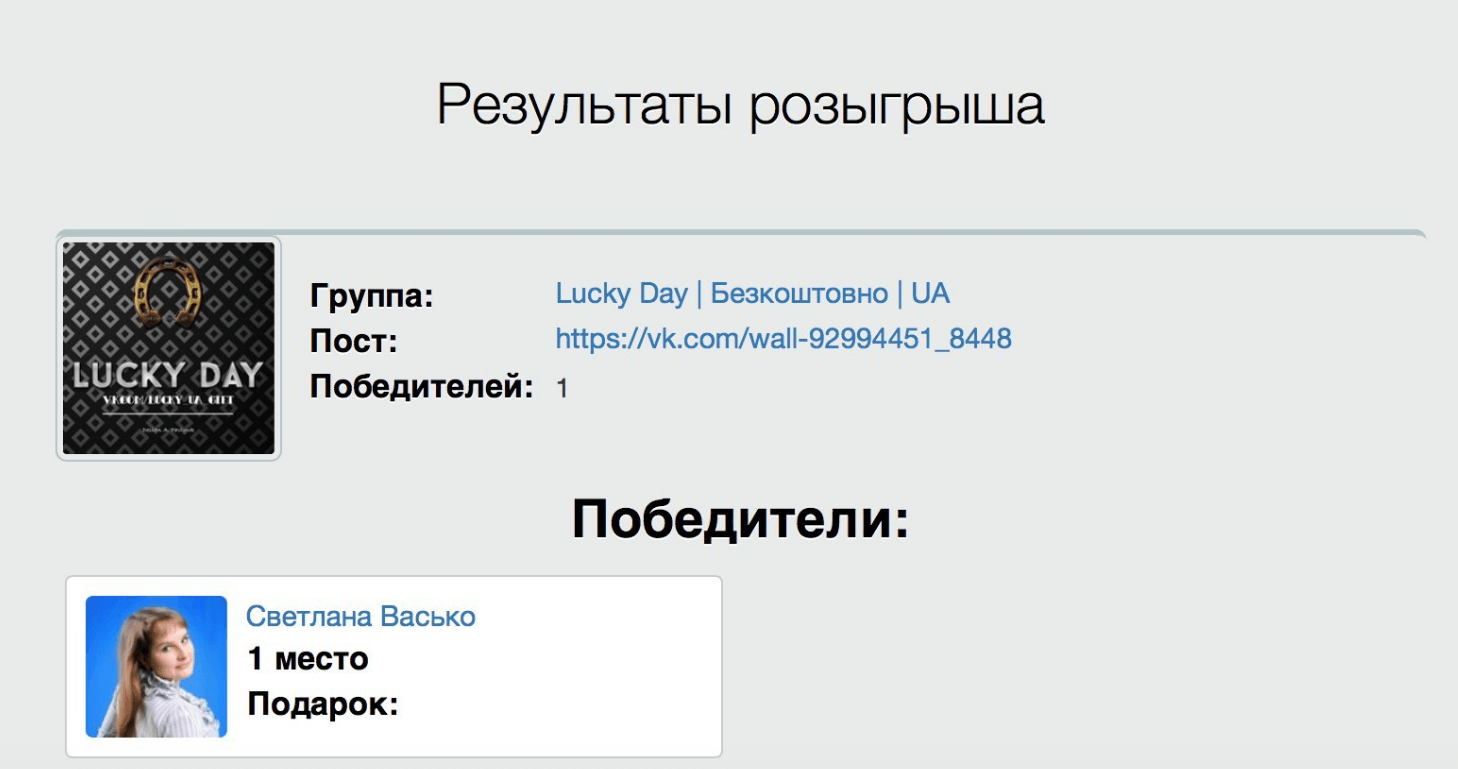 Результаты розыгрыша
LUCKY DAY
VK.COM/LUCKY_UA_GIFT
Группа: Lucky Day | Безкоштовно | UA
Пост: https://vk.com/wall-92994451_8448
Победителей: 1
Победители:
Светлана Васько
1 место
Подарок: